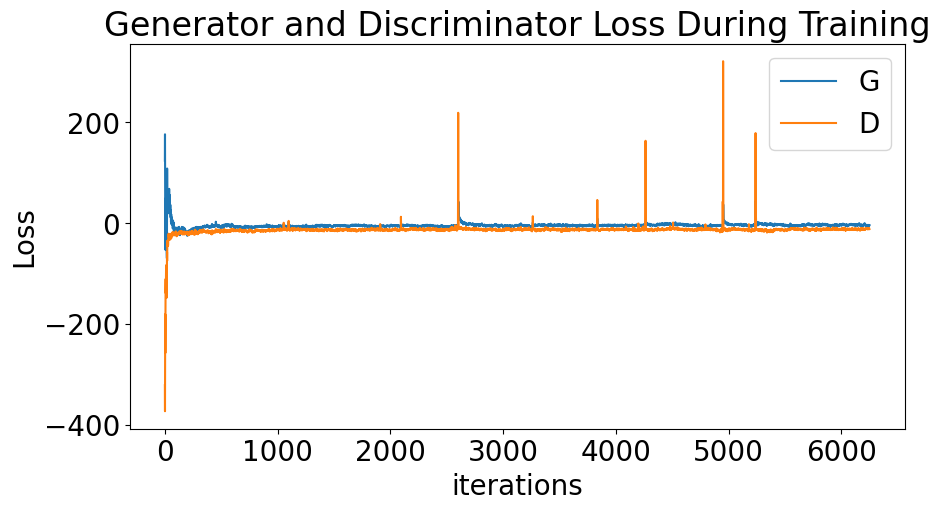 Generator and Discriminator Loss During Training
G
D
Loss
200
0
−200
−400
0 1000 2000 3000 4000 5000 6000
iterations